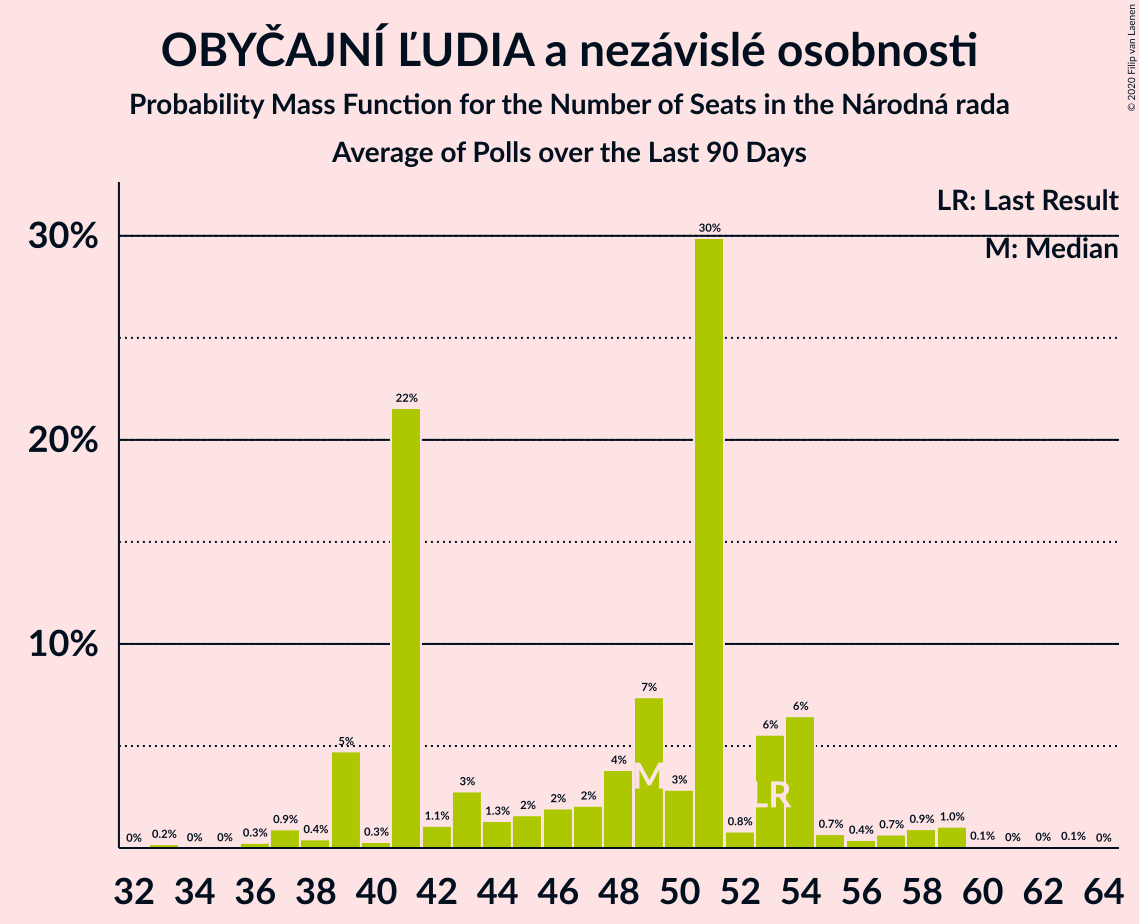 OBYČAJNÍ ĽUDIA a nezávislé osobnosti
Probability Mass Function for the Number of Seats in the Národná rada
Average of Polls over the Last 90 Days
© 2020 Filip van Laenen
LR: Last Result
M: Median
30%
20%
10%
0% 0.2% 0% 0% 0.3% 0.9% 0.4% 5% 0.3% 22% 1.1% 3% 1.3% 2% 2% 2% 4% 7% 3% 30% 0.8% 6% 6% 0.7% 0.4% 0.7% 0.9% 1.0% 0.1% 0% 0% 0.1% 0%
M
LR
32 34 36 38 40 42 44 46 48 50 52 54 56 58 60 62 64